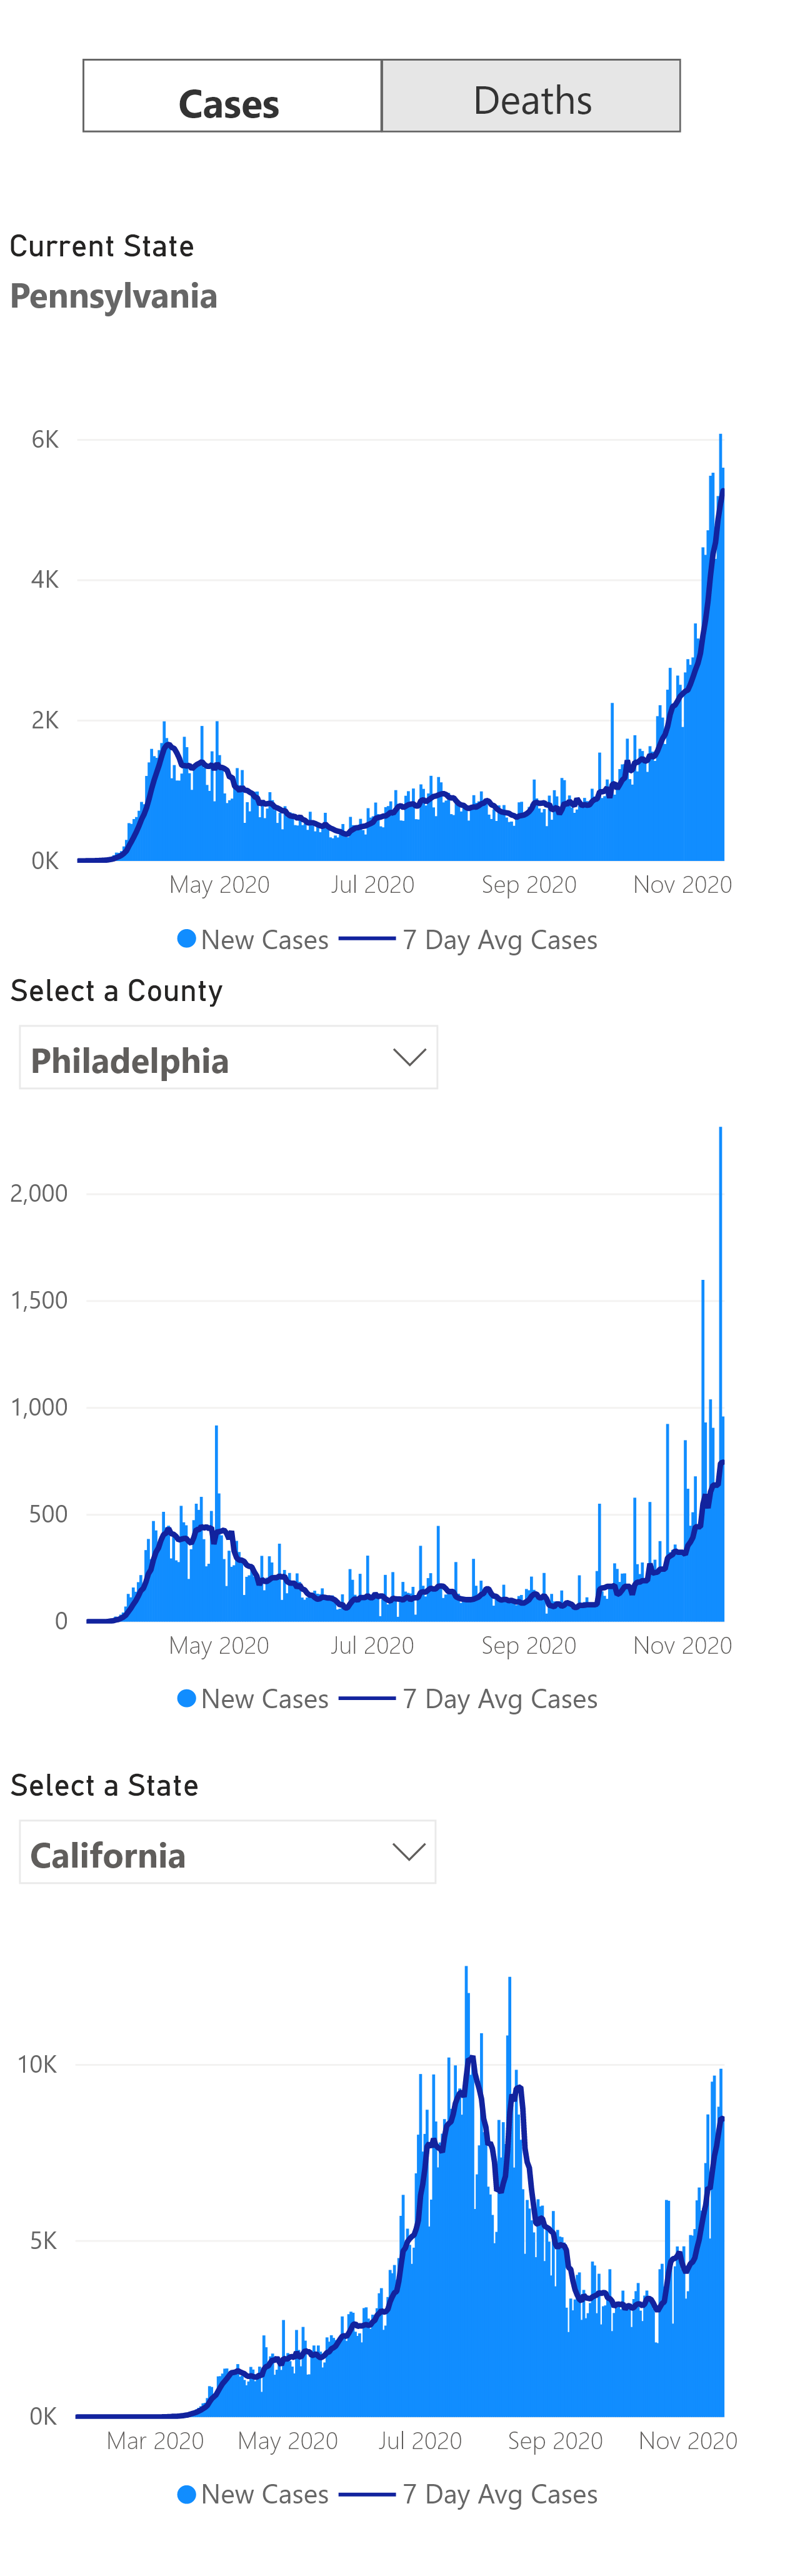 Cases Deaths
Current State
Pennsylvania
6K
4K
2K
0K
May 2020 Jul 2020 Sep 2020 Nov 2020
New Cases 7 Day Avg Cases
Select a County
Philadelphia
2,000
1,500
1,000
500
0
May 2020 Jul 2020 Sep 2020 Nov 2020
New Cases 7 Day Avg Cases
Select a State
California
10K
5K
0K
Mar 2020 May 2020 Jul 2020 Sep 2020 Nov 2020
New Cases 7 Day Avg Cases